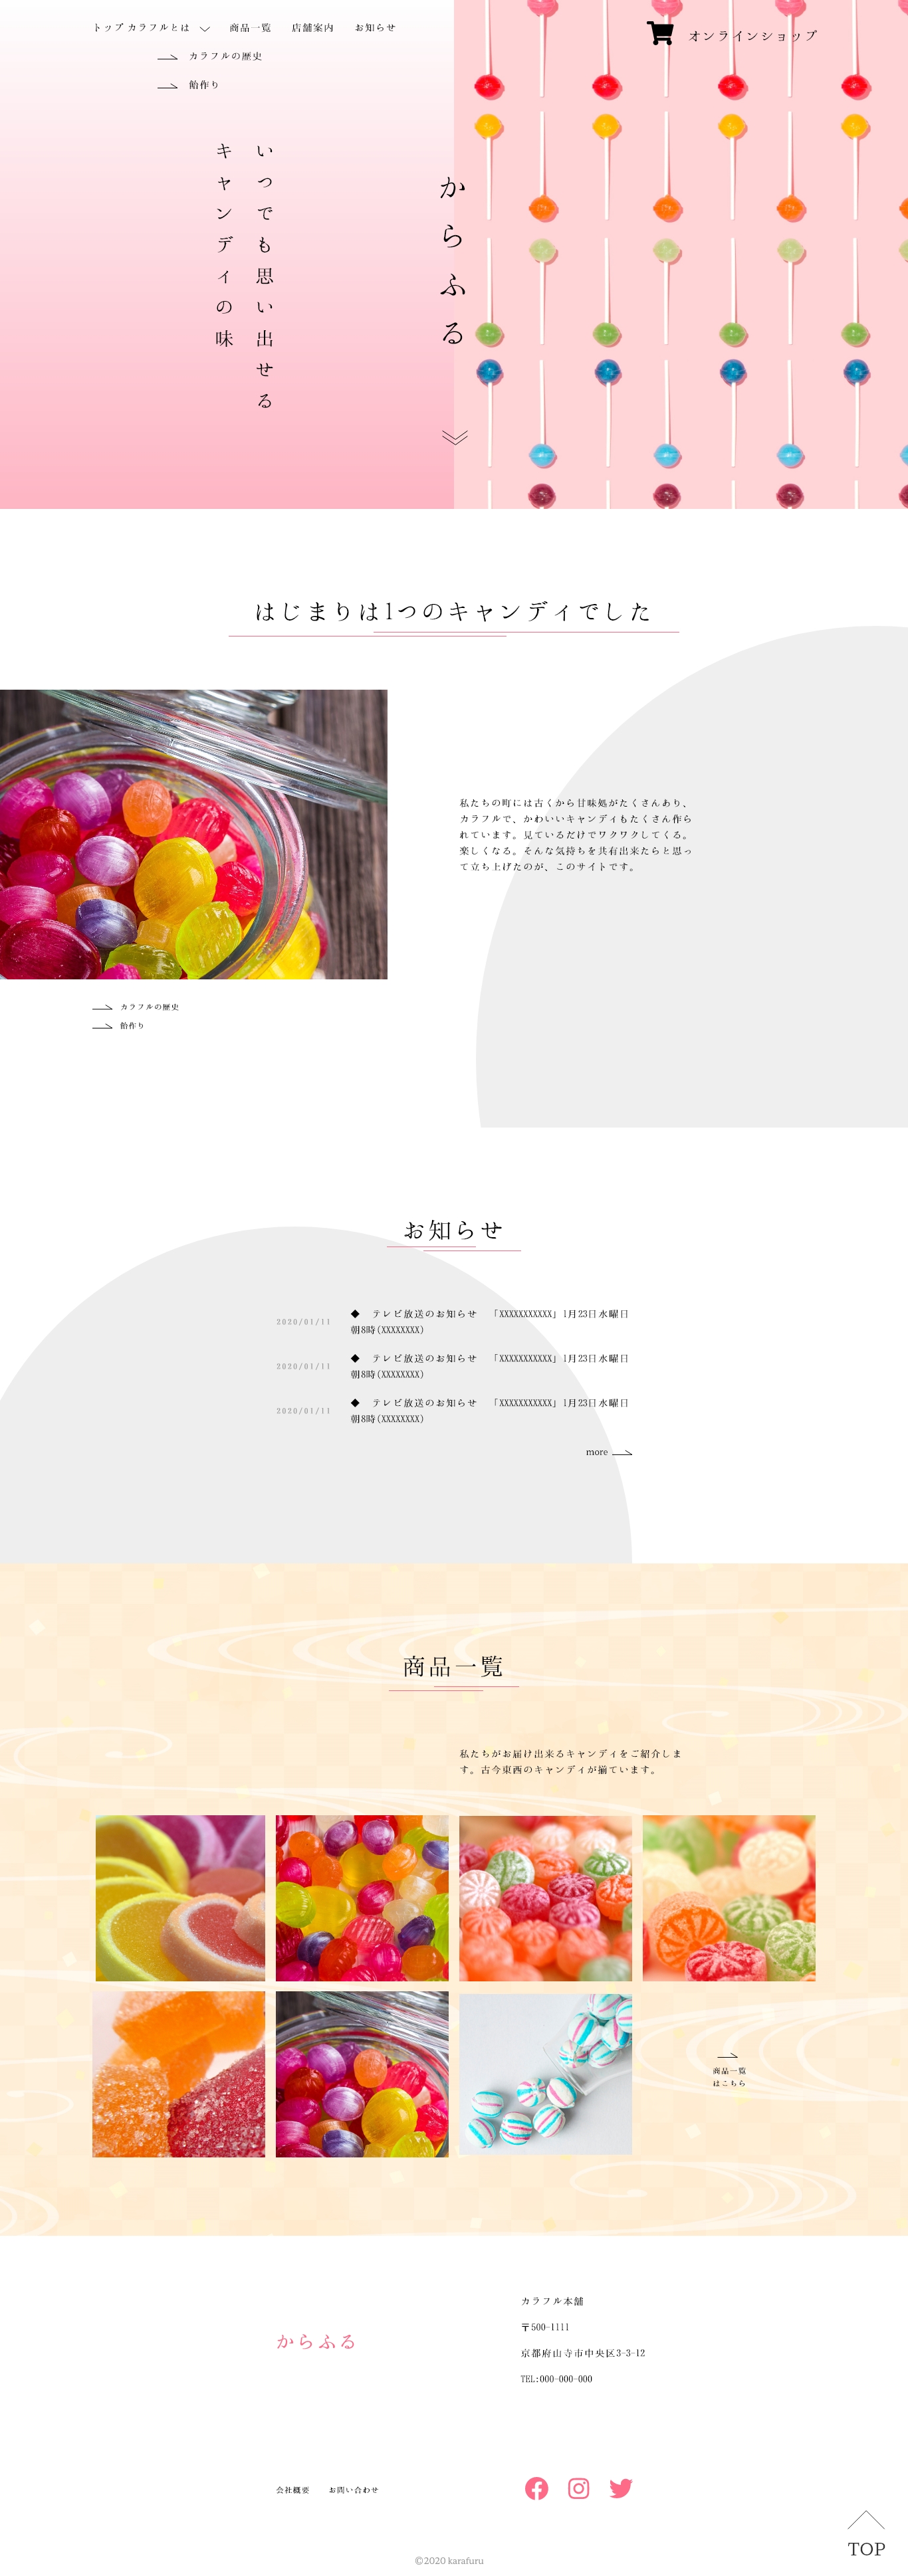 トップ カラフルとは 商品一覧 店舗案内 お知らせ
オンラインショップ
カラフルの歴史
飴作り
いつでも思い出せる
キャンディの味
からふる
はじまりは1つのキャンディでした
私たちの町には古くから甘味処がたくさんあり、
カラフルで、かわいいキャンディもたくさん作ら
れています。見ているだけでワクワクしてくる。
楽しくなる。そんな気持ちを共有出来たらと思っ
て立ち上げたのが、このサイトです。
カラフルの歴史
飴作り
お知らせ
2020/01/11
◆ テレビ放送のお知らせ 「XXXXXXXXXXX」1月23日水曜日
朝8時(XXXXXXXX)
2020/01/11
◆ テレビ放送のお知らせ 「XXXXXXXXXXX」1月23日水曜日
朝8時(XXXXXXXX)
2020/01/11
◆ テレビ放送のお知らせ 「XXXXXXXXXXX」1月23日水曜日
朝8時(XXXXXXXX)
more
商品一覧
私たちがお届け出来るキャンディをご紹介しま
す。古今東西のキャンディが揃ています。
商品一覧
はこちら
からふる
カラフル本舗
〒500-1111
京都府山寺市中央区3-3-12
TEL:000-000-000
会社概要 お問い合わせ
TOP
©2020 karafuru